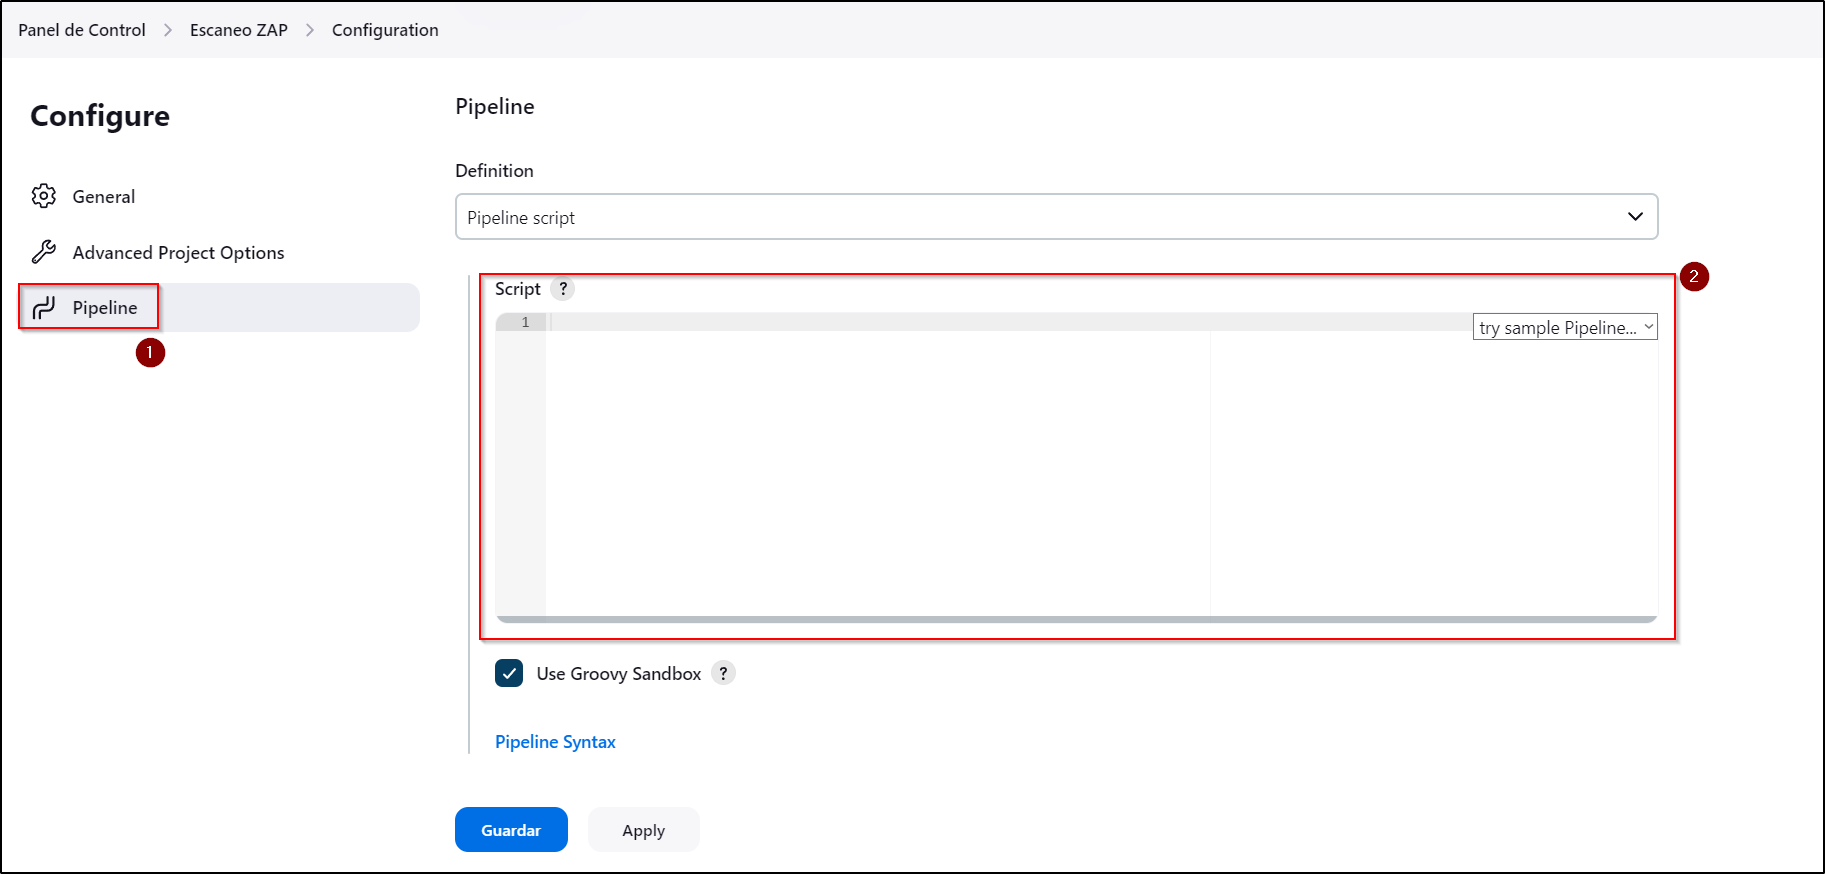 Panel de Control > Escaneo ZAP > Configuration
Configure
General
Advanced Project Options
Pipeline
1
Pipeline
Definition
Pipeline script
2
Script ?
1
try sample Pipeline...
Use Groovy Sandbox ?
Pipeline Syntax
Guardar
Apply